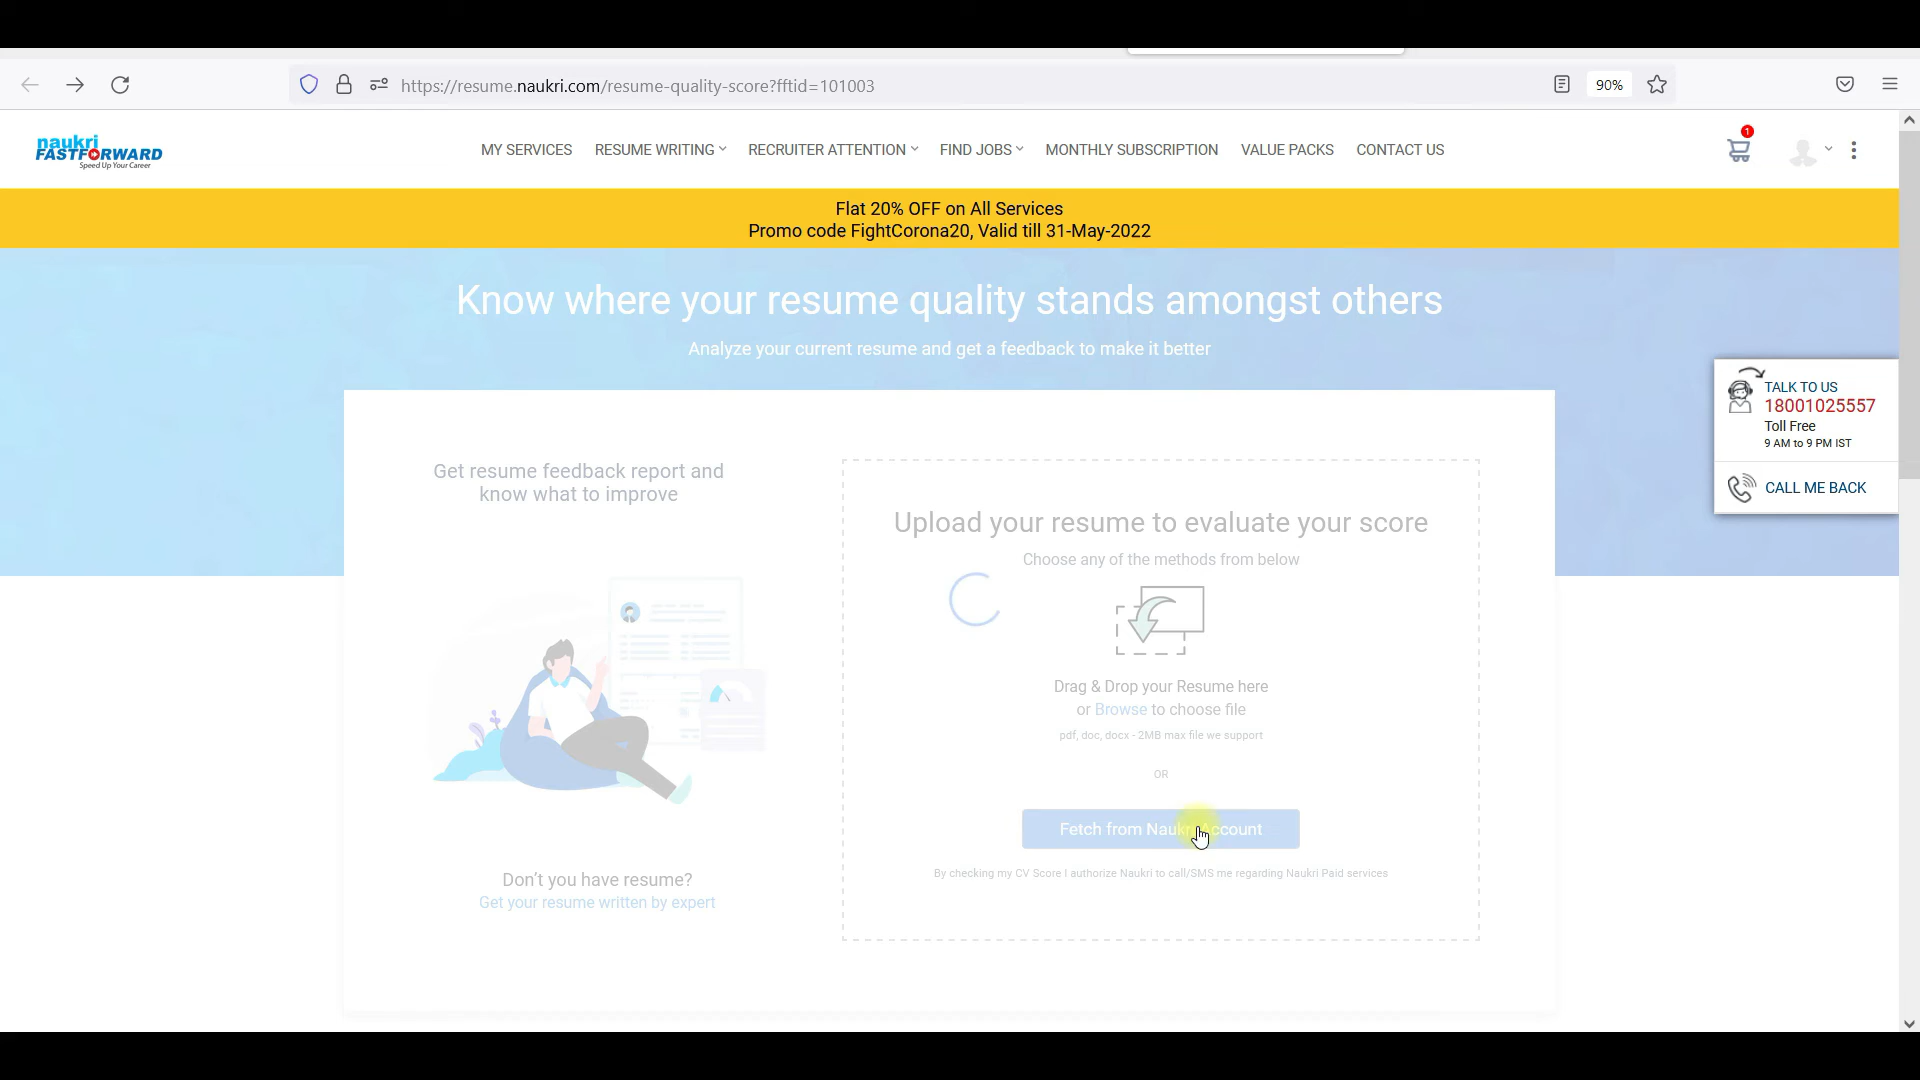 https://resume.naukri.com/resume-quality-score?fftid=101003
90%
naukri
FASTFORWARD
Speed Up Your Career
MY SERVICES RESUME WRITING RECRUITER ATTENTION FIND JOBS MONTHLY SUBSCRIPTION VALUE PACKS CONTACT US
1
Flat 20% OFF on All Services
Promo code FightCorona20, Valid till 31-May-2022
Know where your resume quality stands amongst others
Analyze your current resume and get a feedback to make it better
TALK TO US
18001025557
Toll Free
9 AM to 9 PM IST
CALL ME BACK
Get resume feedback report and
know what to improve
Don't you have resume?
Get your resume written by expert
Upload your resume to evaluate your score
Choose any of the methods from below
Drag & Drop your Resume here
or Browse to choose file
pdf, doc, docx - 2MB max file we support
OR
Fetch from Naukri Account
By checking my CV Score I authorize Naukri to call/SMS me regarding Naukri Paid services